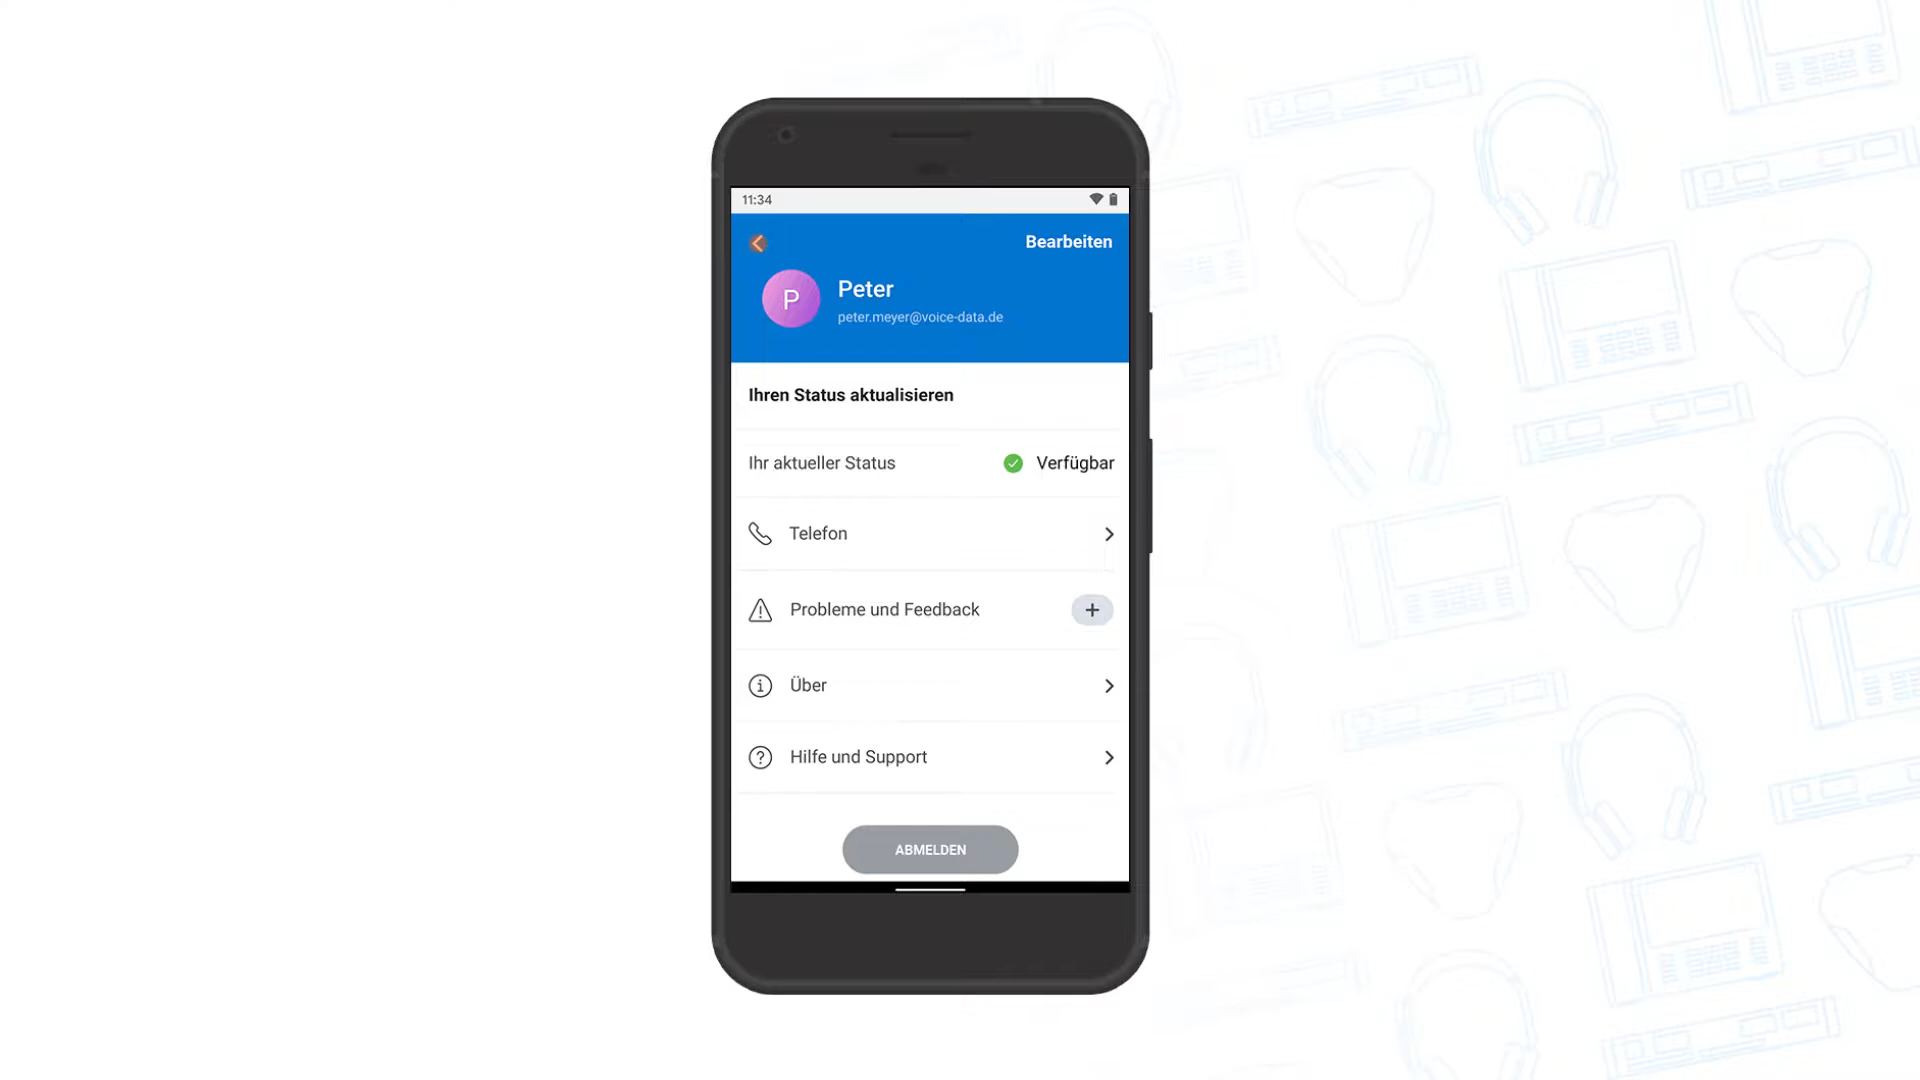 11:34
Bearbeiten
P
Peter
peter.meyer@voice-data.de
Ihren Status aktualisieren
Ihr aktueller Status Verfügbar
Telefon
Probleme und Feedback +
Über
Hilfe und Support
ABMELDEN